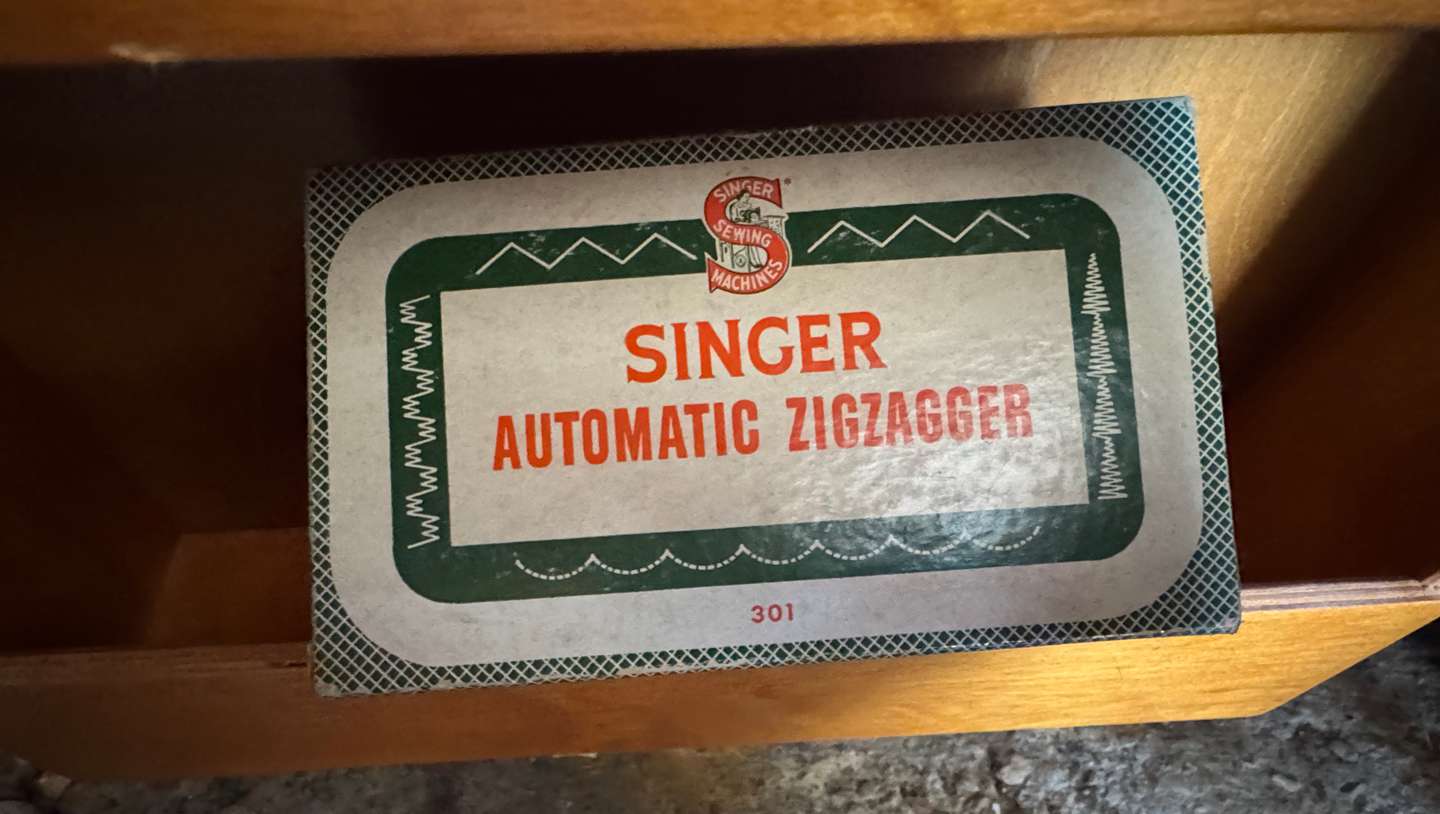 SINGER
SEWING
MACHINES
SINGER
AUTOMATIC ZIGZAGGER
301